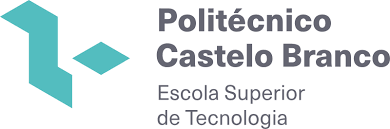 Politécnico
Castelo Branco
Escola Superior
de Tecnologia